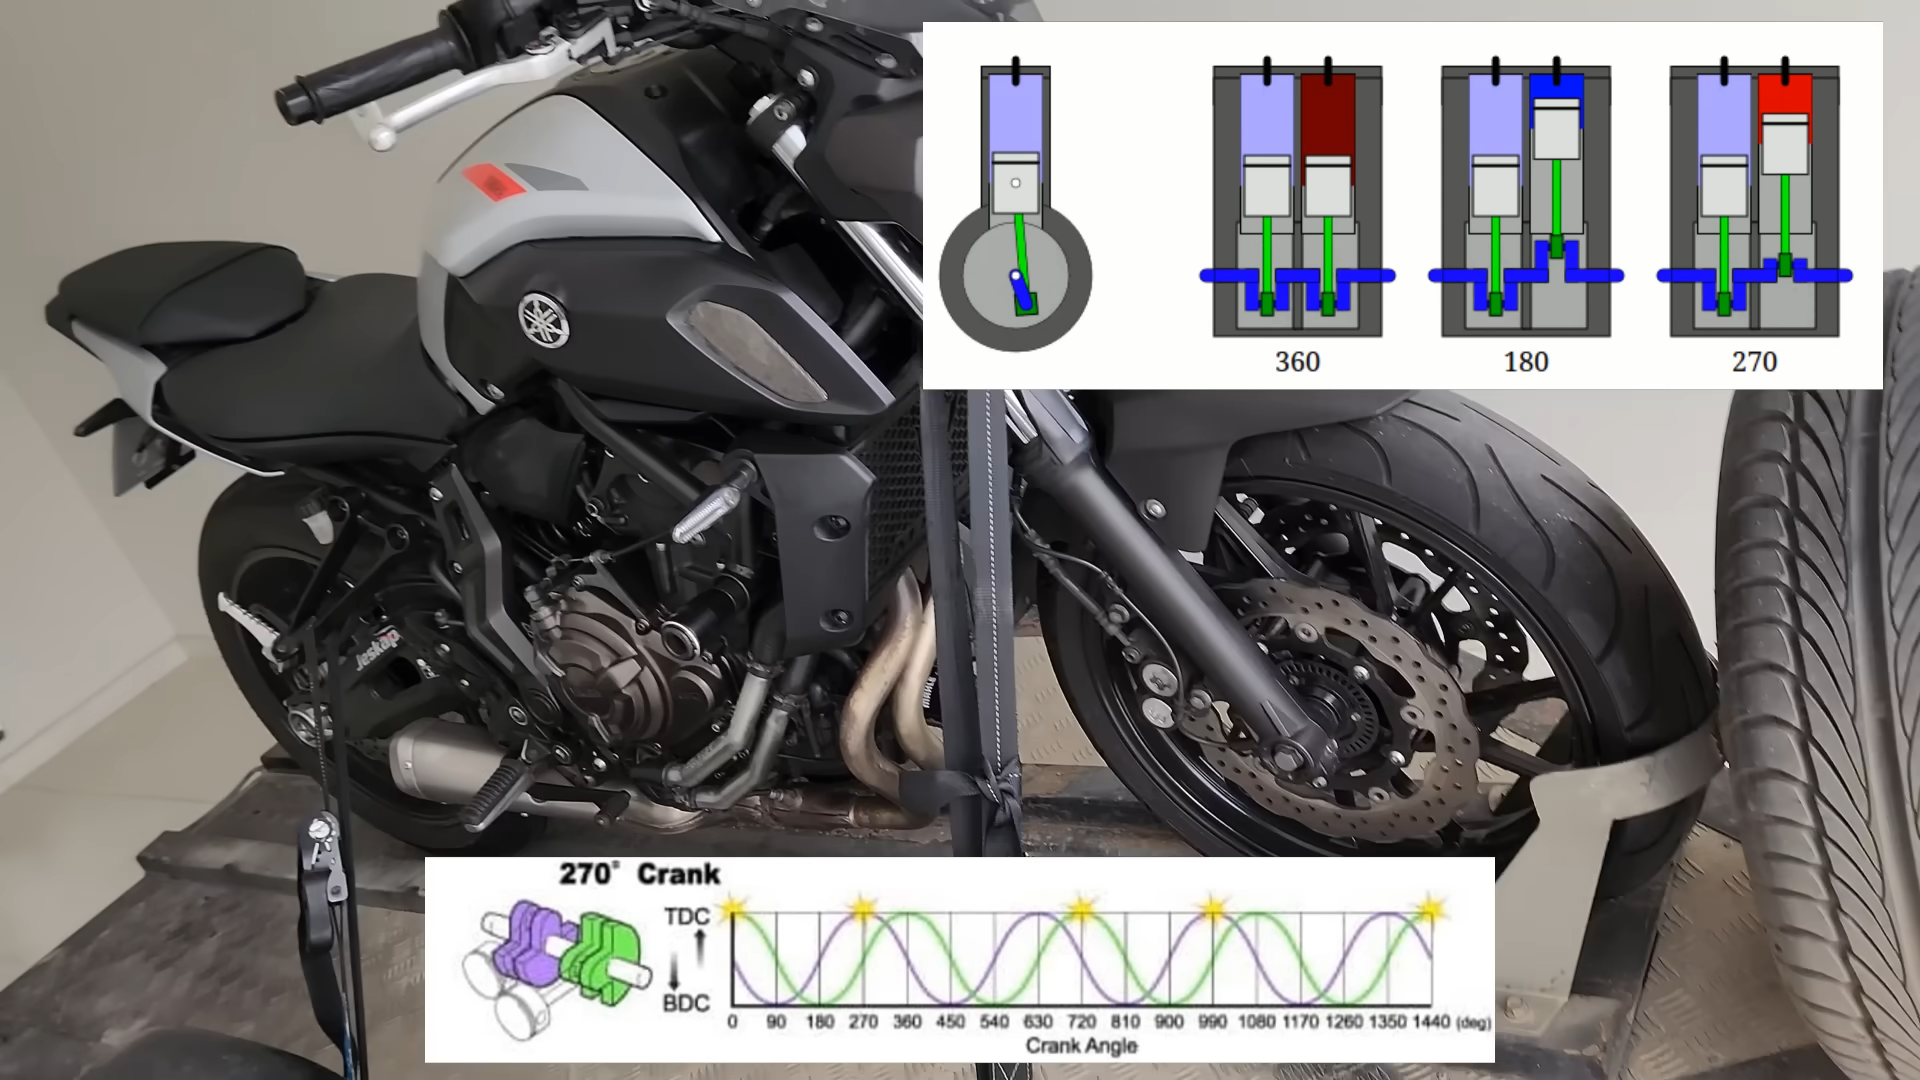 360 180 270
Jeskap
MAHLE
270° Crank
TDC
BDC
0 90 180 270 360 450 540 630 720 810 900 990 1080 1170 1260 1350 1440 (deg)
Crank Angle